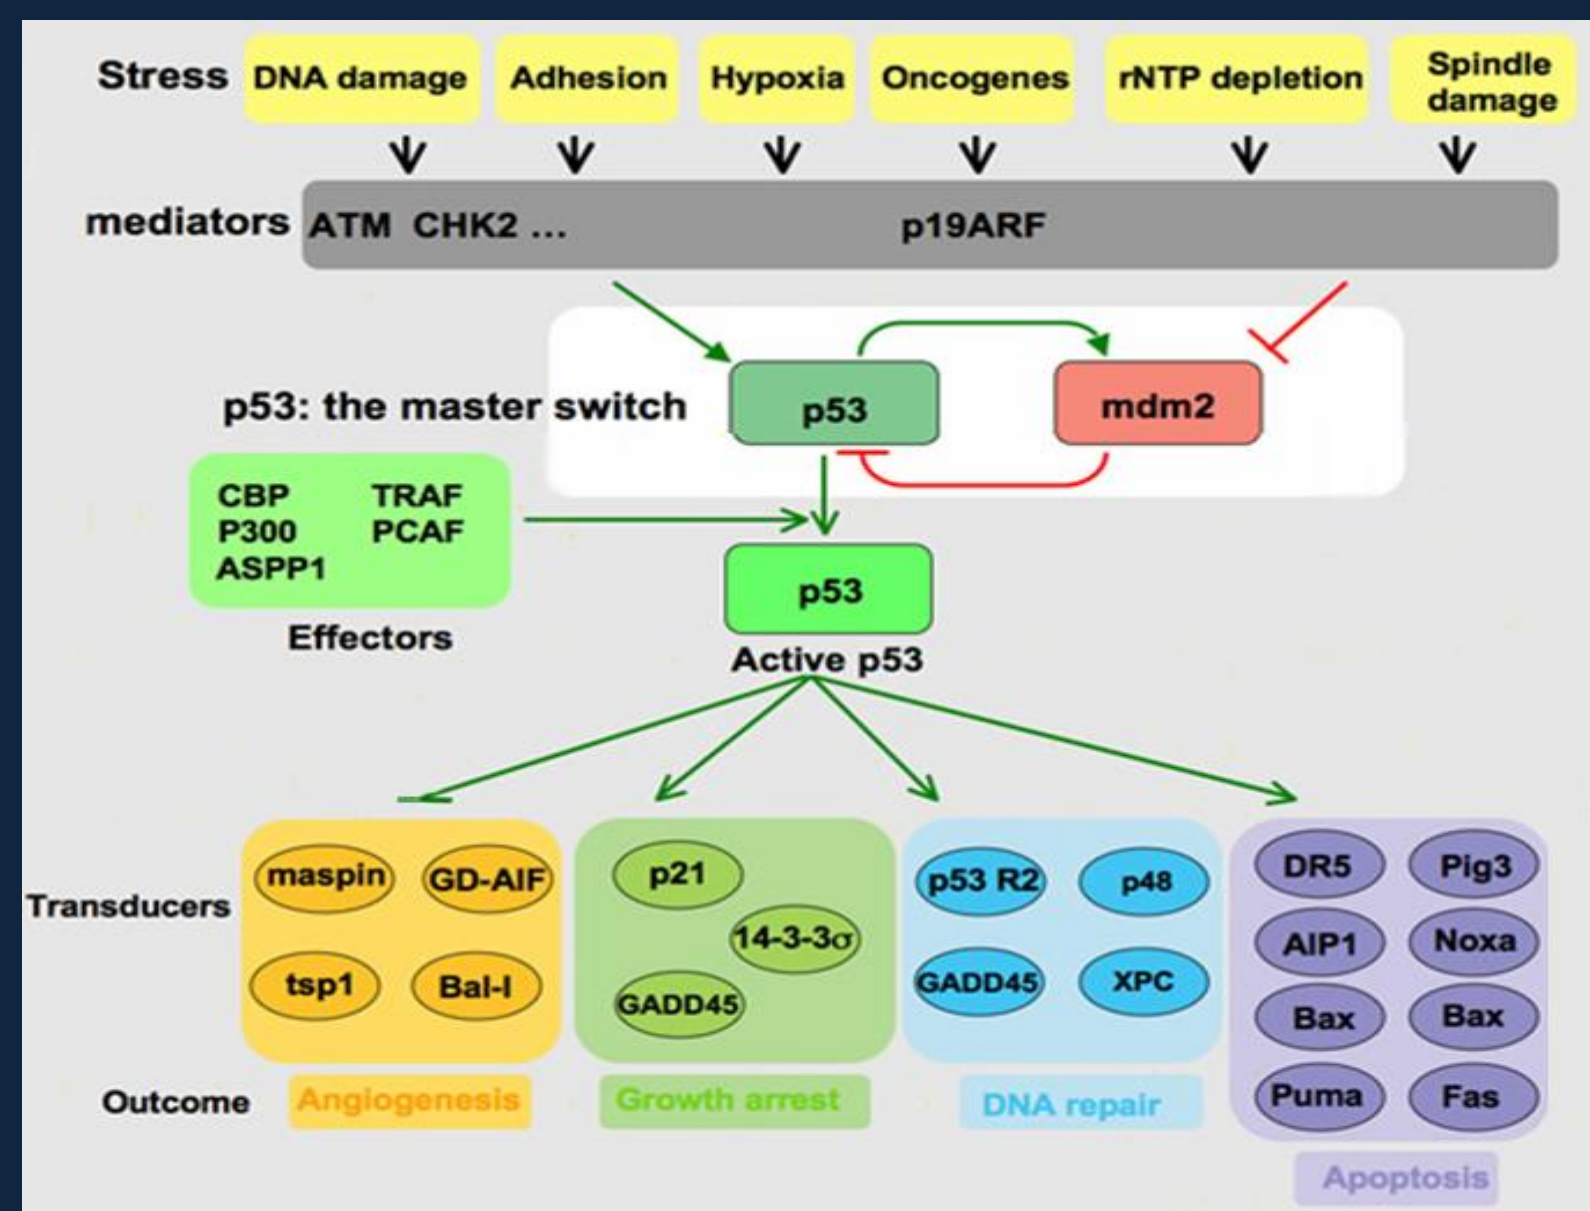 Stress DNA damage Adhesion Hypoxia Oncogenes rNTP depletion Spindle
damage
mediators ATM CHK2 ... p19ARF
p53: the master switch p53 mdm2
CBP TRAF
P300 PCAF
ASPP1
Effectors
p53
Active p53
Transducers
maspin GD-AIF
tsp1 Bal-I
p21
14-3-3σ
GADD45
p53 R2 p48
GADD45 XPC
DR5 Pig3
AIP1 Noxa
Bax Bax
Puma Fas
Outcome Angiogenesis Growth arrest DNA repair
Apoptosis